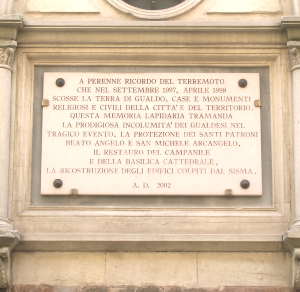 A PERENNE RICORDO DEL TERREMOTO
CHE NEL SETTEMBRE 1997, APRILE 1998
SCOSSE LA TERRA DI GUALDO, CASE E MONUMENTI
RELIGIOSI E CIVILI DELLA CITTA' E DEL TERRITORIO.
QUESTA MEMORIA LAPIDARIA TRAMANDA
LA PRODIGIOSA INCOLUMITA' DEI GUALDESI NEL
TRAGICO EVENTO, LA PROTEZIONE DEI SANTI PATRONI
BEATO ANGELO E SAN MICHELE ARCANGELO,
IL RESTAURO DEL CAMPANILE
E DELLA BASILICA CATTEDRALE,
LA RICOSTRUZIONE DEGLI EDIFICI COLPITI DAL SISMA.
A. D. 2002